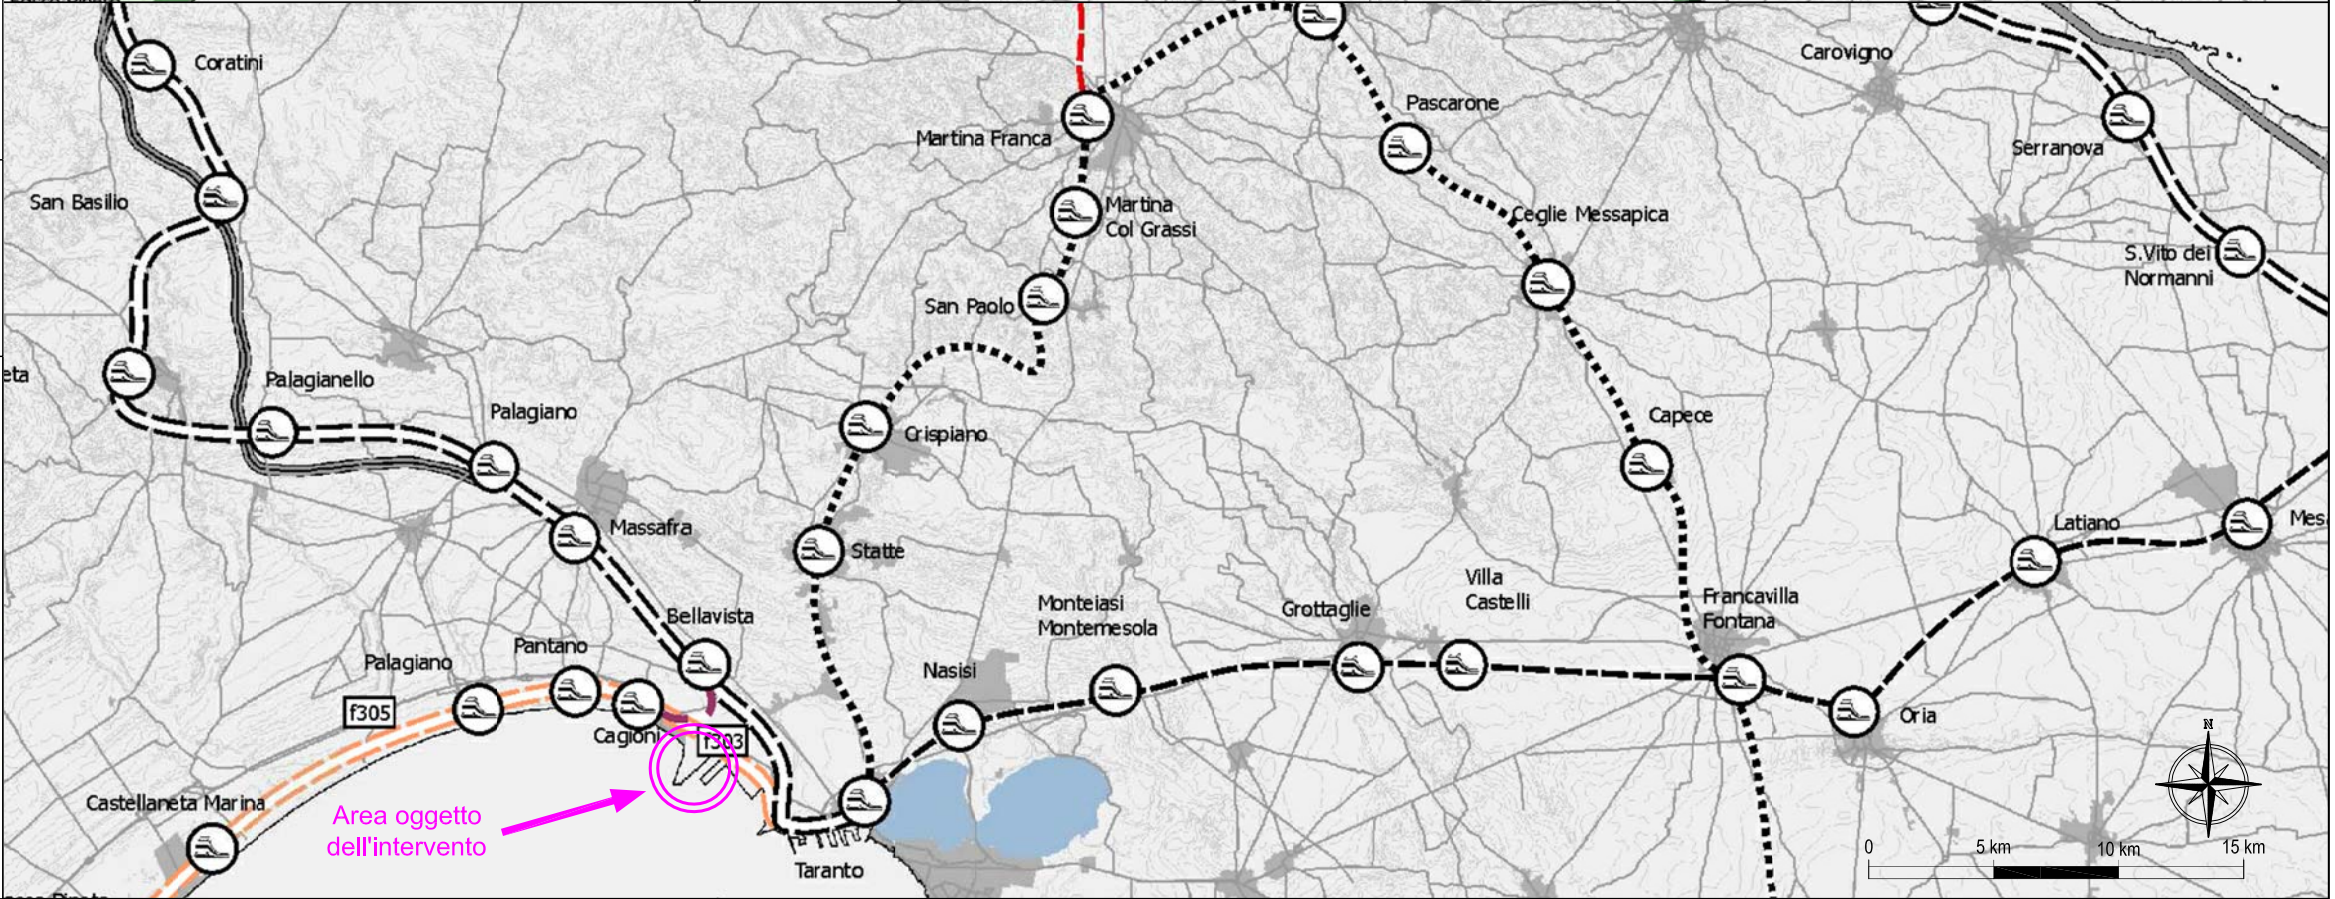 Coratini
Carovigno
Pascarone
Martina Franca
Serranova
San Basilio
Martina
Col Grassi
Ceglie Messapica
S.Vito dei
Normanni
San Paolo
eta
Palagianello
Palagiano
Capece
Crispiano
Massafra
Statte
Latiano
Mes
Villa
Castelli
Monteiasi
Montemesola
Grottaglie
Francavilla
Fontana
Bellavista
Pantano
Palagiano
Nasisi
f305
Cagioni
f303
Oria
N
Castellaneta Marina
Area oggetto
dell'intervento
Taranto
0 5 km 10 km 15 km